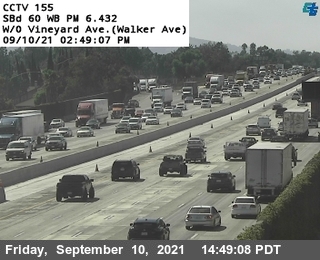 CCTV 155
SBd 60 WB PM 6.432
W/O Vineyard Ave.(Walker Ave)
09/10/21 02:49:07 PM
Friday, September 10, 2021 14:49:08 PDT